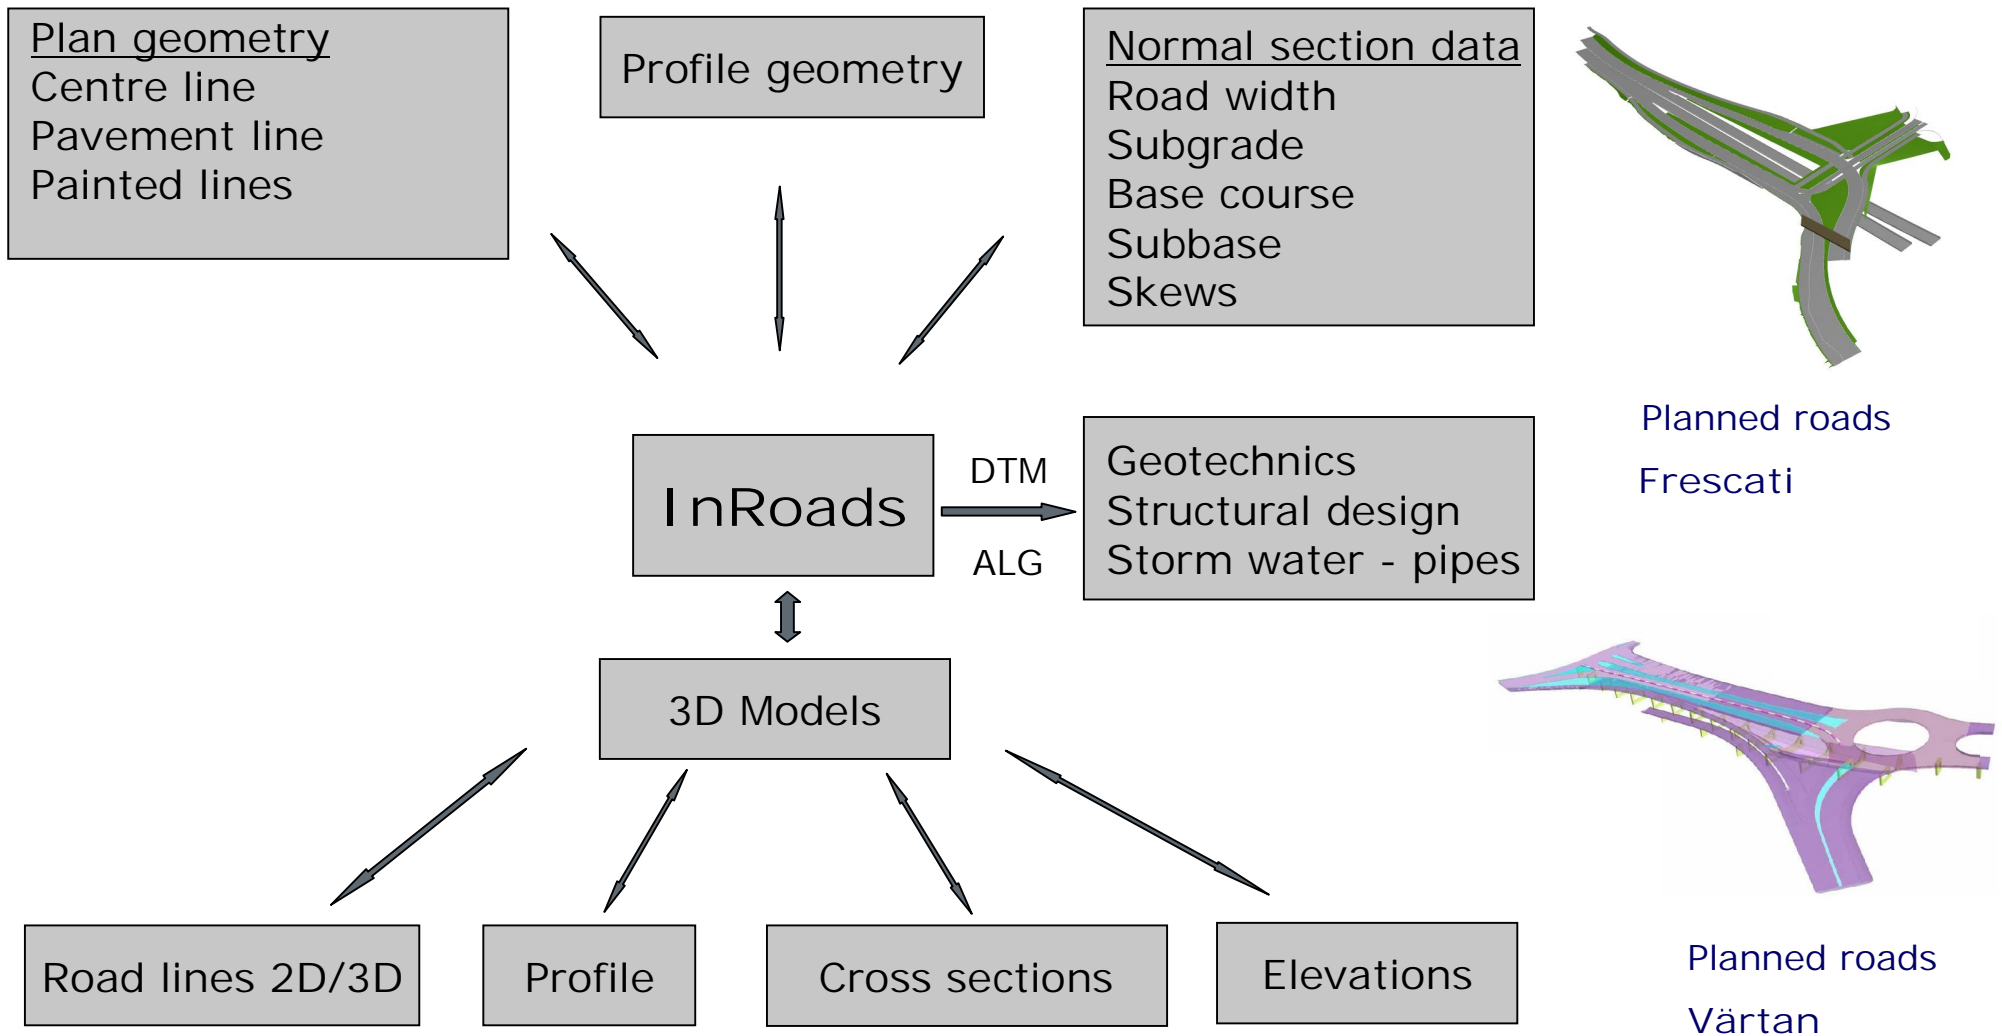 Plan geometry
Centre line
Pavement line
Painted lines
Profile geometry
Normal section data
Road width
Subgrade
Base course
Subbase
Skews
Planned roads
Frescati
InRoads
DTM
ALG
Geotechnics
Structural design
Storm water - pipes
3D Models
Road lines 2D/3D
Profile
Cross sections
Elevations
Planned roads
Värtan